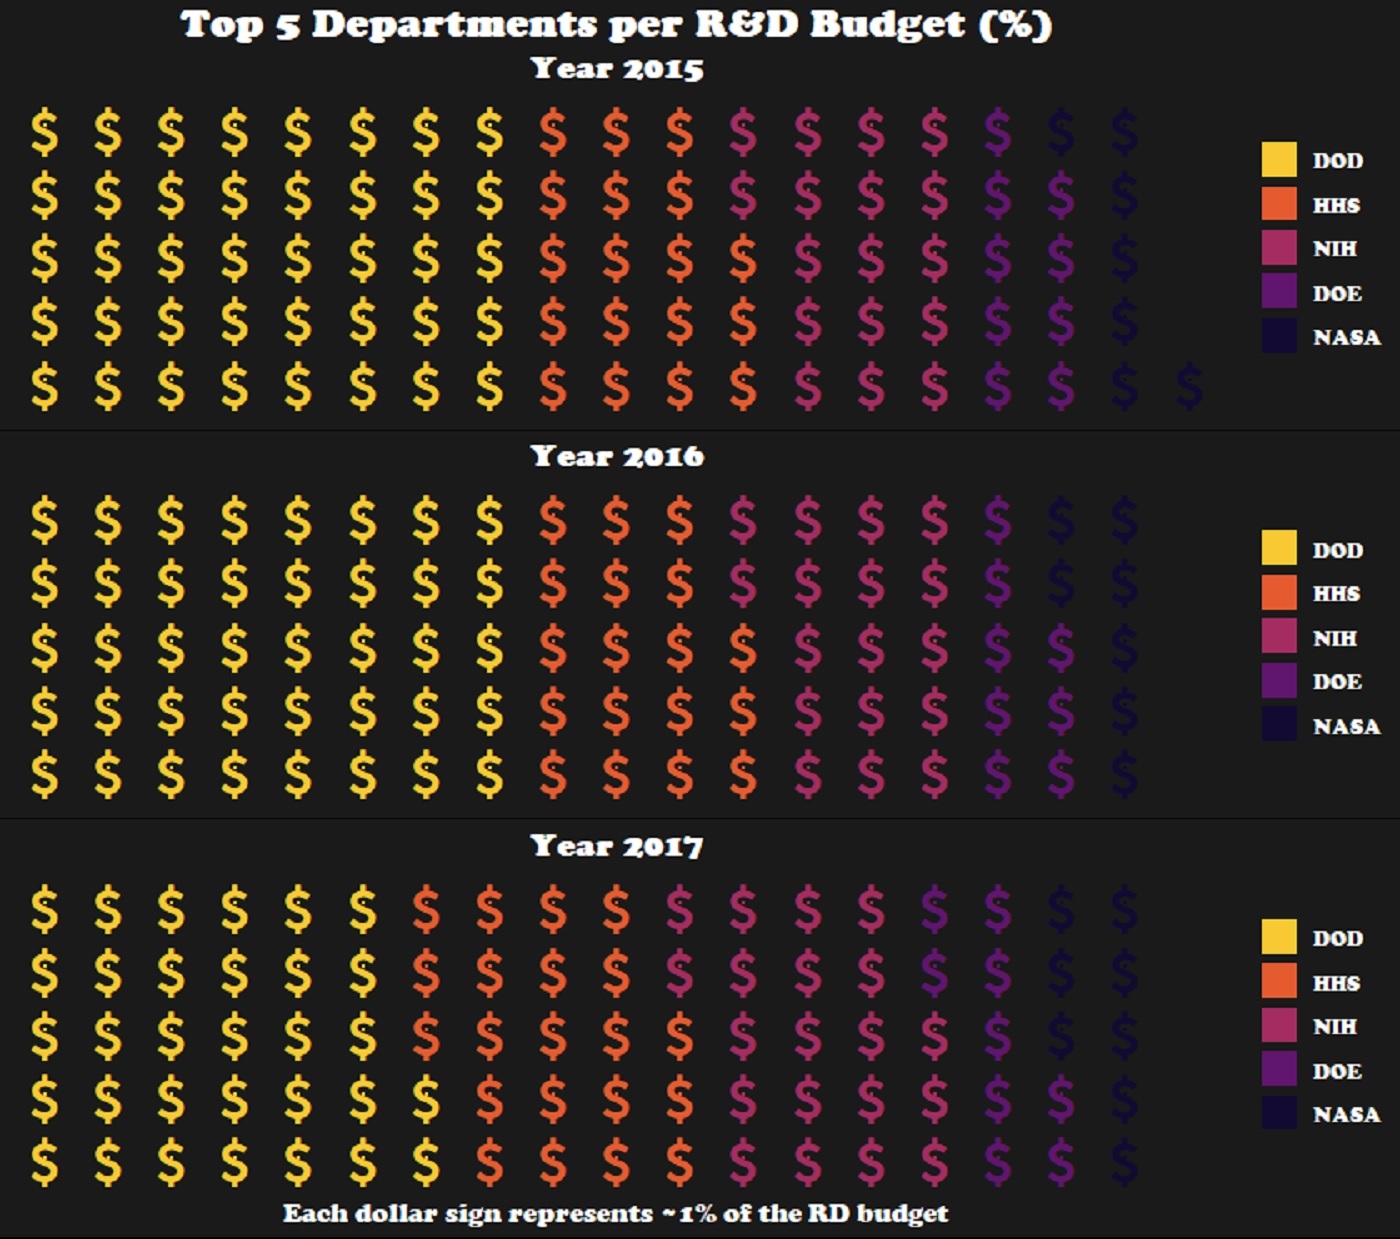 Top 5 Departments per R&D Budget (%)
Year 2015
$ $ $ $ $ $ $ $ $ $ $ $ $ $ $ $ $ $
$ $ $ $ $ $ $ $ $ $ $ $ $ $ $ $ $ $
$ $ $ $ $ $ $ $ $ $ $ $ $ $ $ $ $ $
$ $ $ $ $ $ $ $ $ $ $ $ $ $ $ $ $ $
$ $ $ $ $ $ $ $ $ $ $ $ $ $ $ $ $ $ $
DOD
HHS
NIH
DOE
NASA
Year 2016
$ $ $ $ $ $ $ $ $ $ $ $ $ $ $ $ $ $
$ $ $ $ $ $ $ $ $ $ $ $ $ $ $ $ $ $
$ $ $ $ $ $ $ $ $ $ $ $ $ $ $ $ $ $
$ $ $ $ $ $ $ $ $ $ $ $ $ $ $ $ $ $
$ $ $ $ $ $ $ $ $ $ $ $ $ $ $ $ $ $
DOD
HHS
NIH
DOE
NASA
Year 2017
$ $ $ $ $ $ $ $ $ $ $ $ $ $ $ $ $ $
$ $ $ $ $ $ $ $ $ $ $ $ $ $ $ $ $ $
$ $ $ $ $ $ $ $ $ $ $ $ $ $ $ $ $ $
$ $ $ $ $ $ $ $ $ $ $ $ $ $ $ $ $ $
$ $ $ $ $ $ $ $ $ $ $ $ $ $ $ $ $ $
DOD
HHS
NIH
DOE
NASA
Each dollar sign represents ~1% of the RD budget